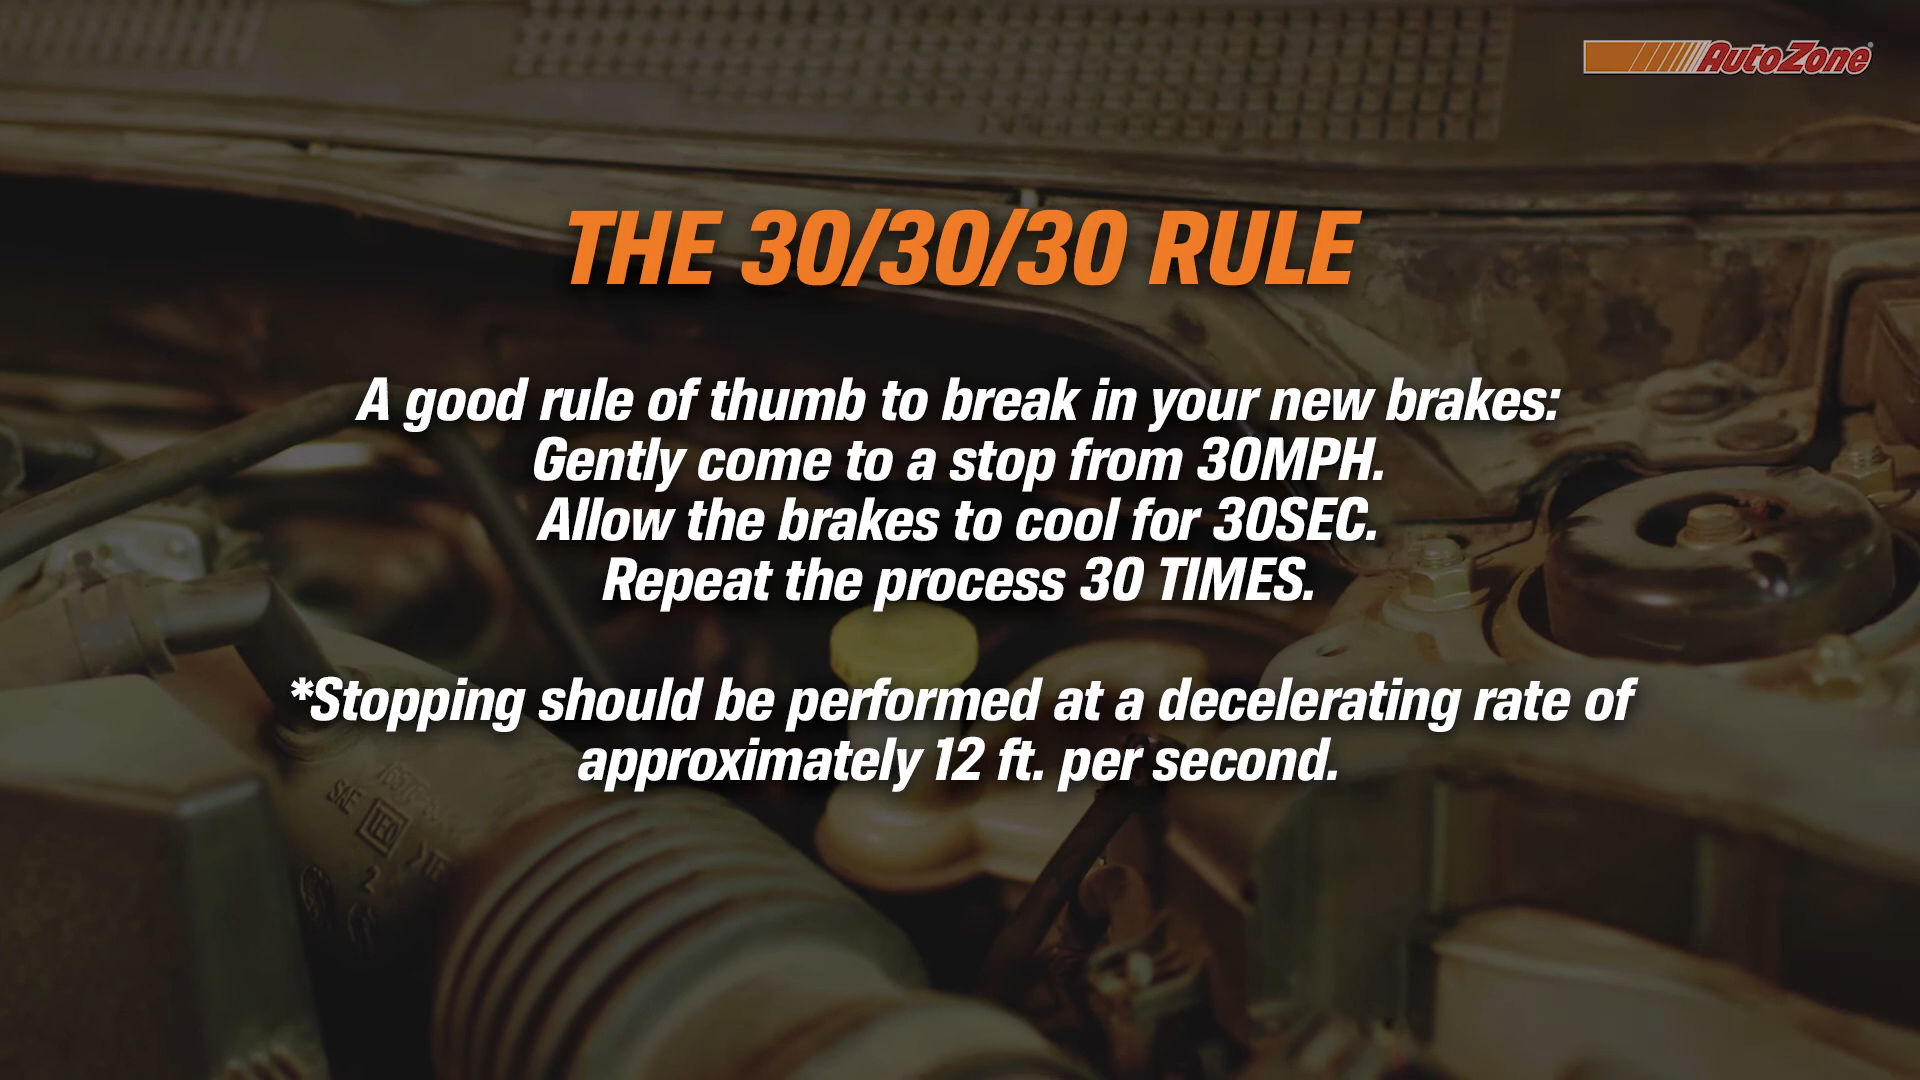 AutoZone
THE 30/30/30 RULE
A good rule of thumb to break in your new brakes:
Gently come to a stop from 30MPH.
Allow the brakes to cool for 30SEC.
Repeat the process 30 TIMES.
*Stopping should be performed at a decelerating rate of
approximately 12 ft. per second.
SAE
2